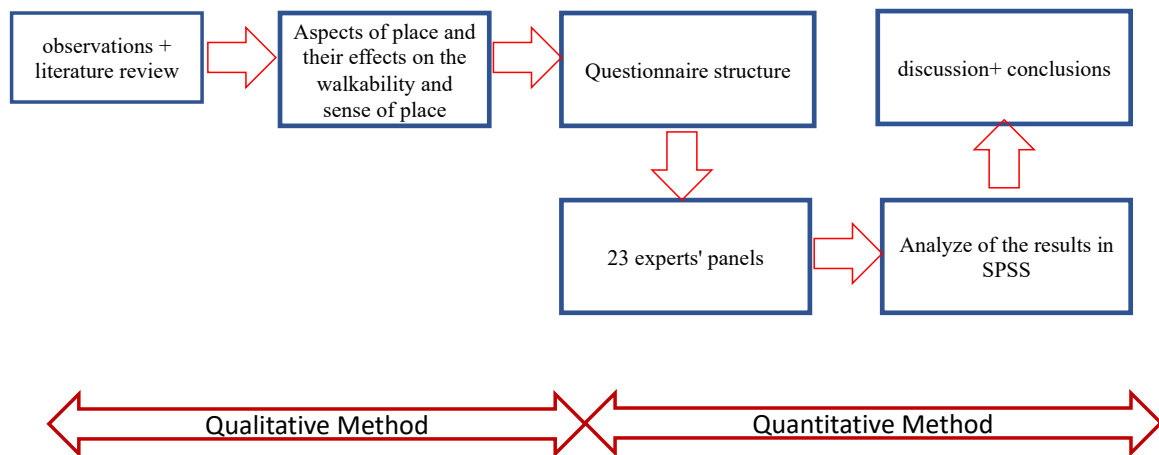 observations +
literature review
Aspects of place and
their effects on the
walkability and
sense of place
Questionnaire structure
discussion+ conclusions
23 experts' panels
Analyze of the results in
SPSS
Qualitative Method
Quantitative Method